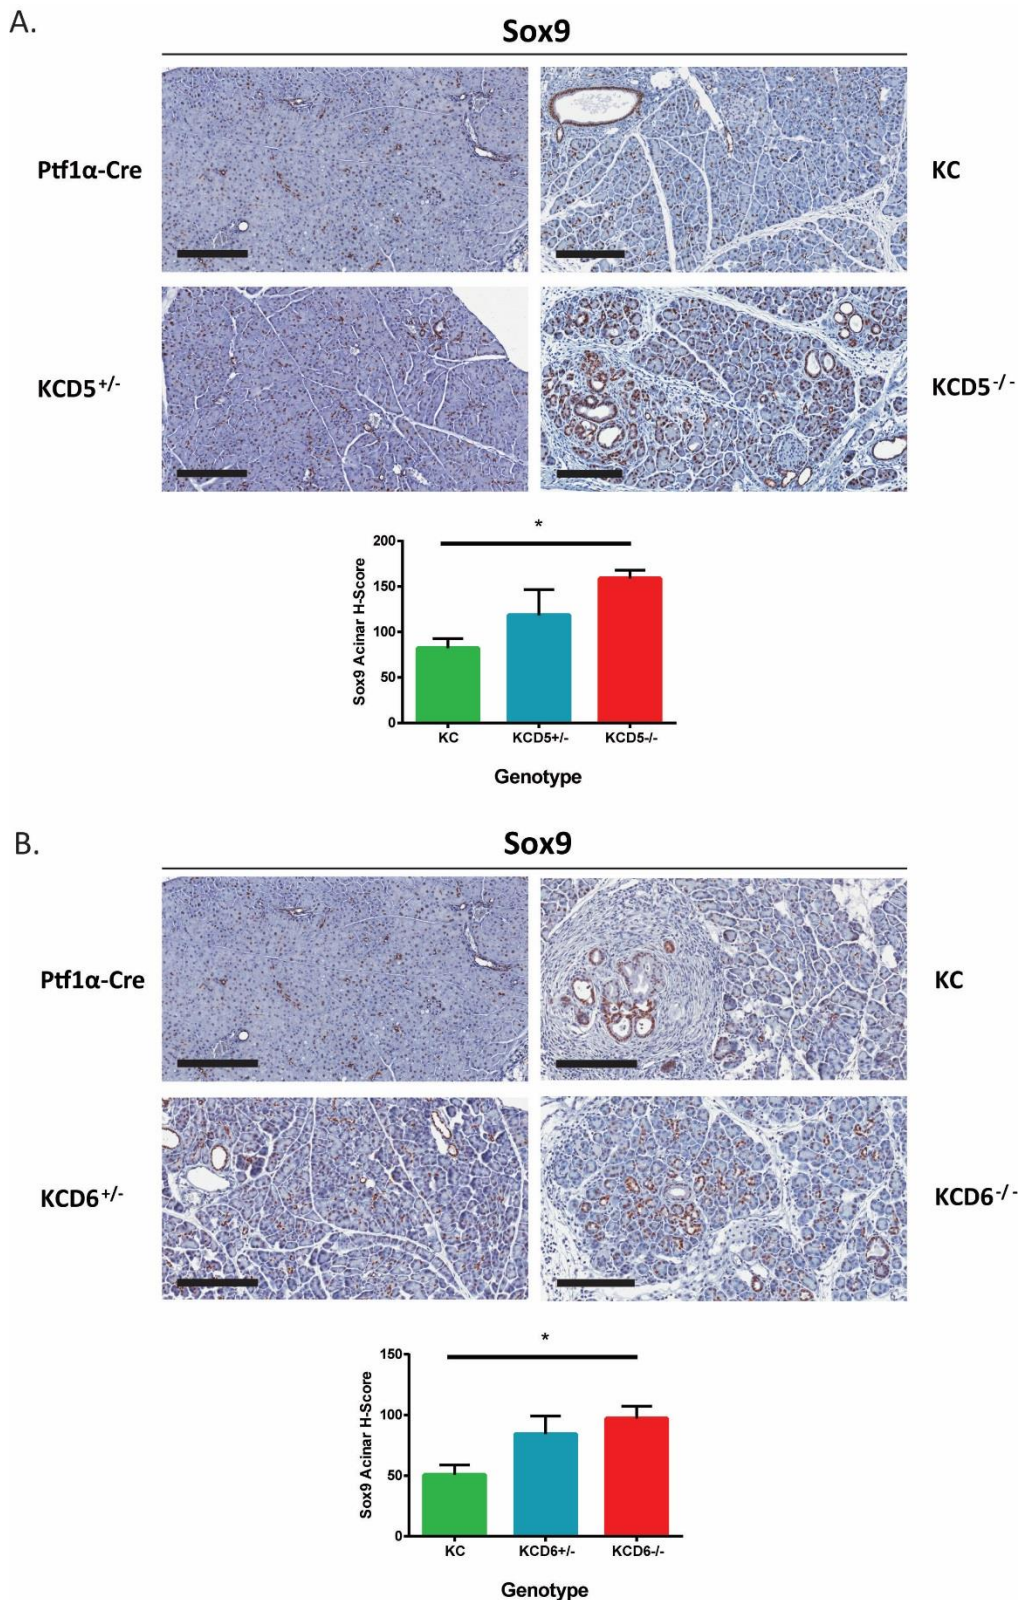 A.
Sox9
Ptf1α-Cre
KC
KCD5+/-
KCD5-/-
*
200
150
100
50
0
Sox9 Acinar H-Score
KC KCD5+/- KCD5-/-
Genotype
B.
Sox9
Ptf1α-Cre
KC
KCD6+/-
KCD6-/-
*
150
100
50
0
Sox9 Acinar H-Score
KC KCD6+/- KCD6-/-
Genotype